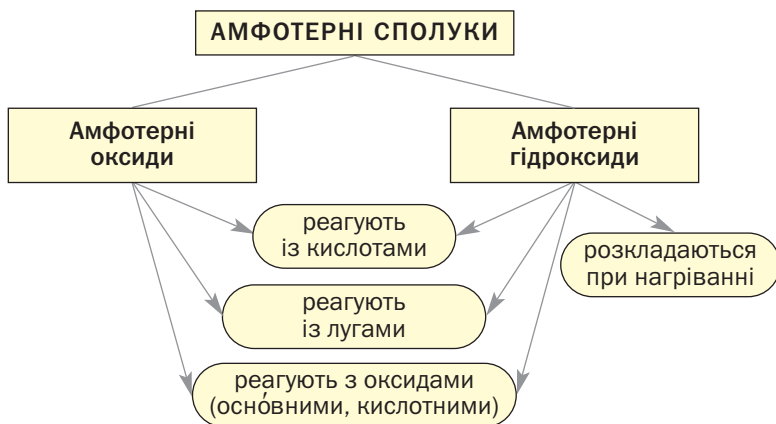 АМФОТЕРНІ СПОЛУКИ
Амфотерні
оксиди
Амфотерні
гідроксиди
реагують
із кислотами
розкладаються
при нагріванні
реагують
із лугами
реагують з оксидами
(осно́вними, кислотними)